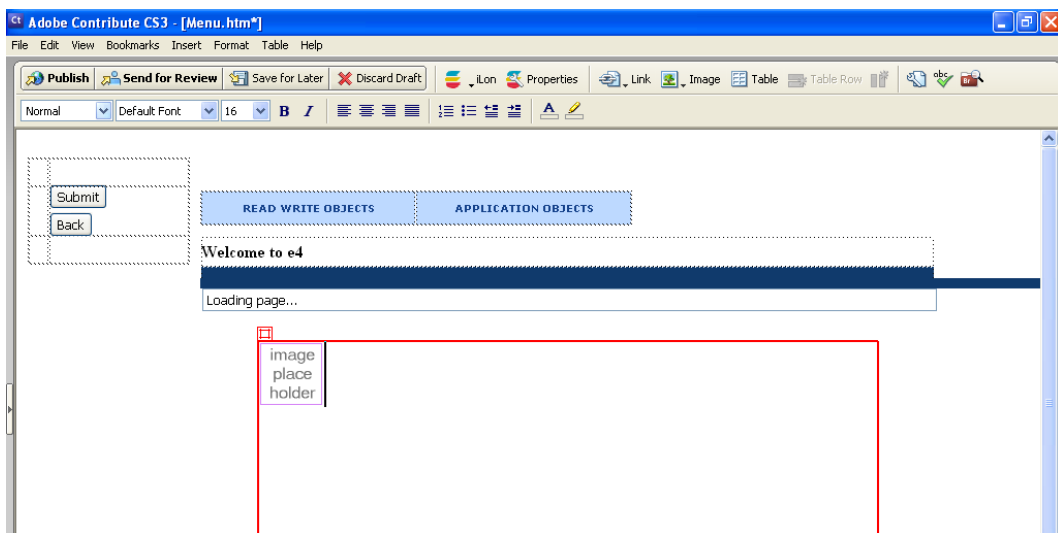 Ct Adobe Contribute CS3 - [Menu.htm*]
File Edit View Bookmarks Insert Format Table Help
Publish Send for Review Save for Later Discard Draft iLon Properties Link Image Table Table Row abc
Normal Default Font 16 B I A
Submit
Back
READ WRITE OBJECTS APPLICATION OBJECTS
Welcome to e4
Loading page...
image
place
holder